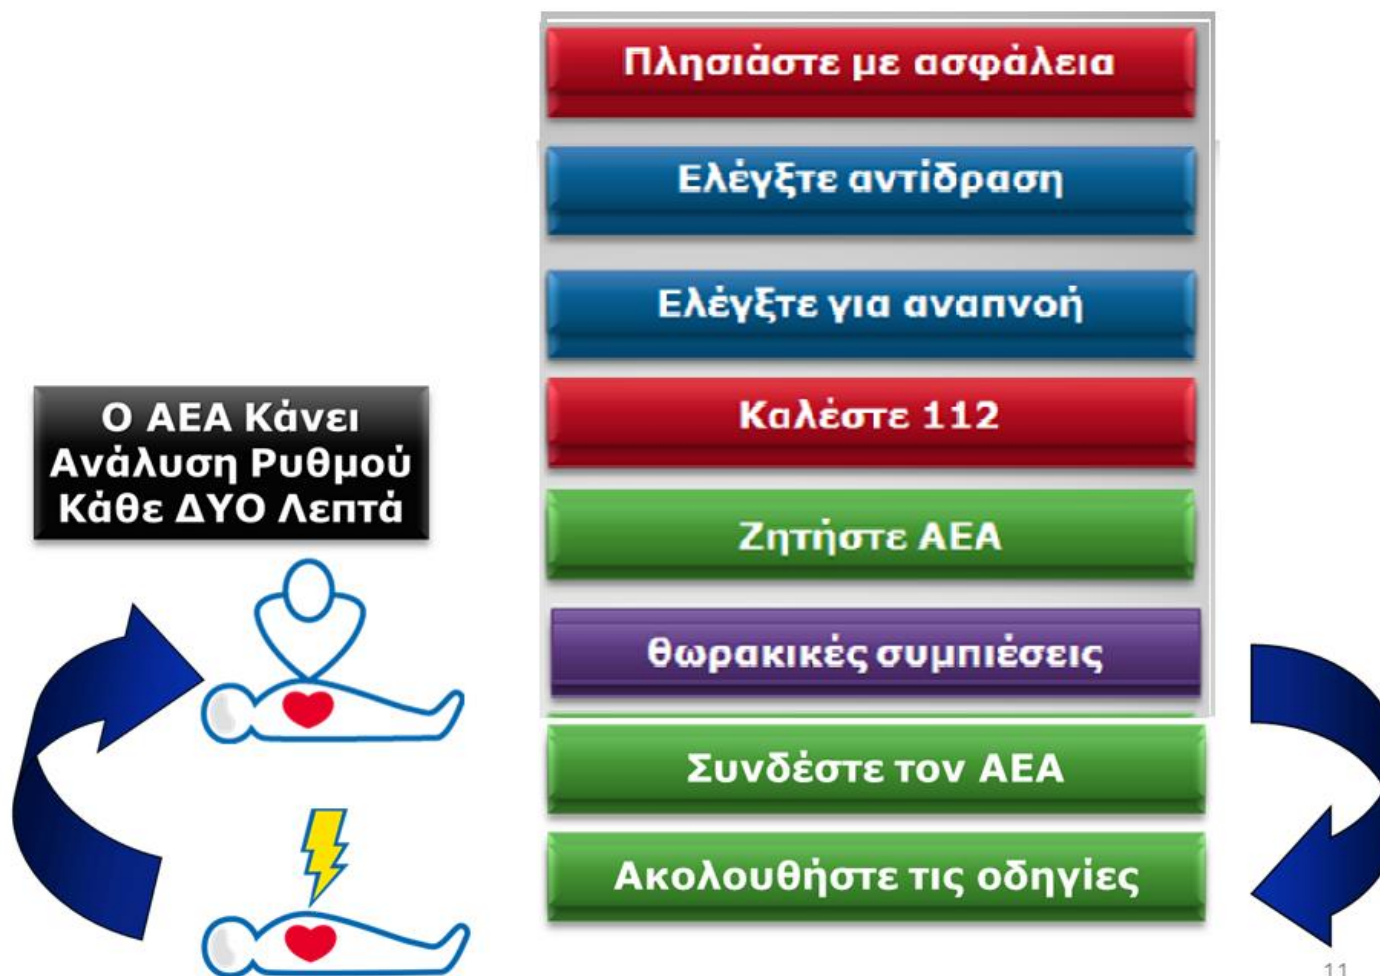 Πλησιάστε με ασφάλεια
Ελέγξτε αντίδραση
Ελέγξτε για αναπνοή
Καλέστε 112
Ζητήστε ΑΕΑ
θωρακικές συμπιέσεις
Συνδέστε τον ΑΕΑ
Ακολουθήστε τις οδηγίες
Ο ΑΕΑ Κάνει
Ανάλυση Ρυθμού
Κάθε ΔΥΟ Λεπτά
11